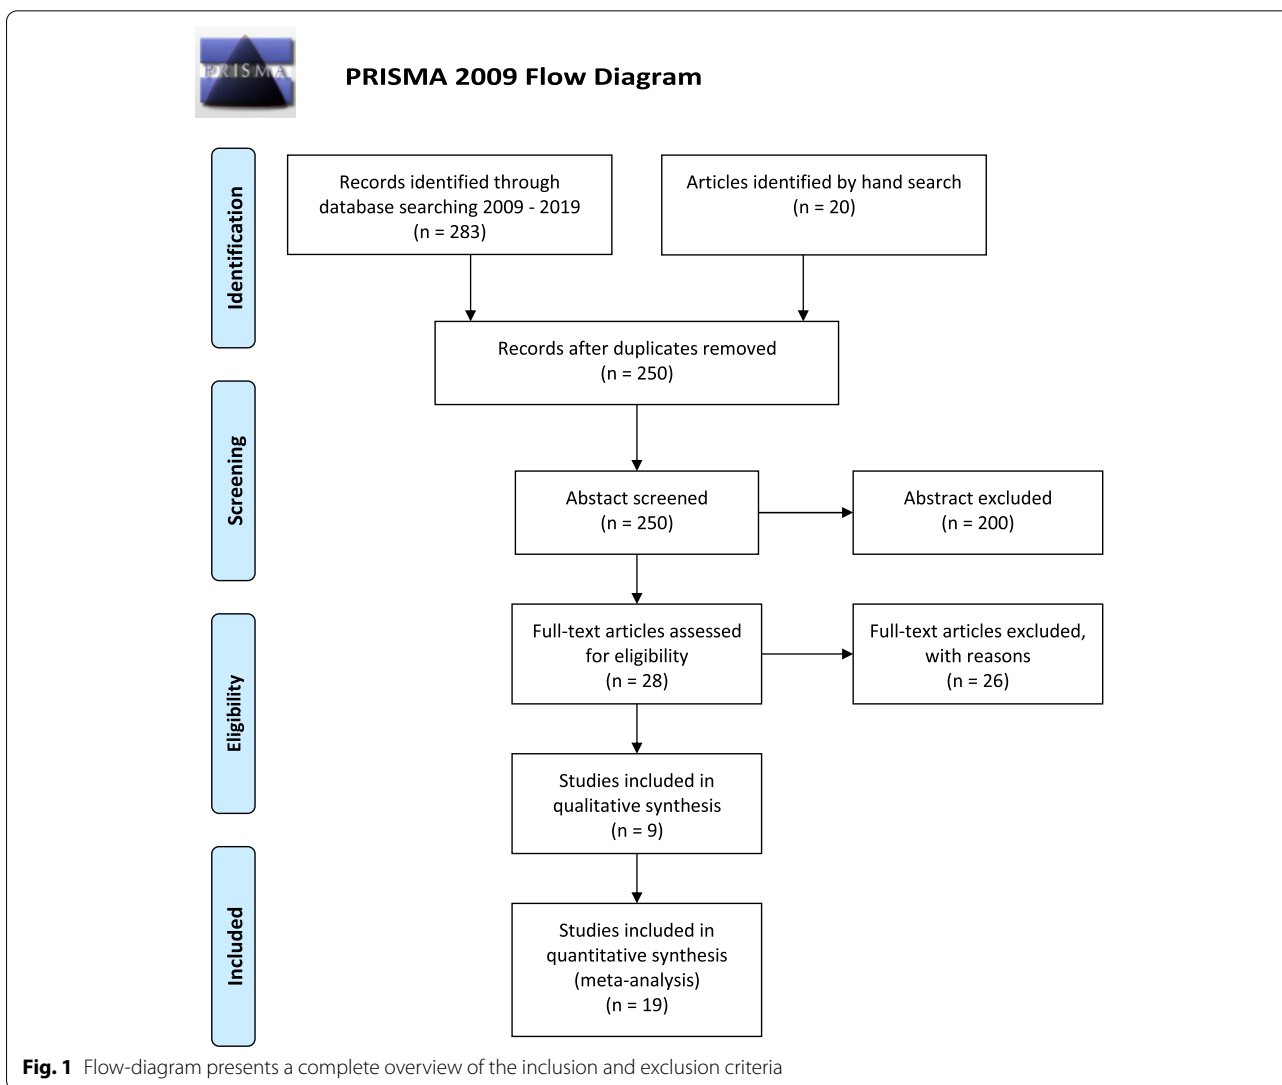 PRISMA
PRISMA 2009 Flow Diagram
Identification
Records identified through
database searching 2009 - 2019
(n = 283)
Articles identified by hand search
(n = 20)
Records after duplicates removed
(n = 250)
Screening
Abstact screened
(n = 250)
Abstract excluded
(n = 200)
Eligibility
Full-text articles assessed
for eligibility
(n = 28)
Full-text articles excluded,
with reasons
(n = 26)
Studies included in
qualitative synthesis
(n = 9)
Included
Studies included in
quantitative synthesis
(meta-analysis)
(n = 19)
Fig. 1 Flow-diagram presents a complete overview of the inclusion and exclusion criteria